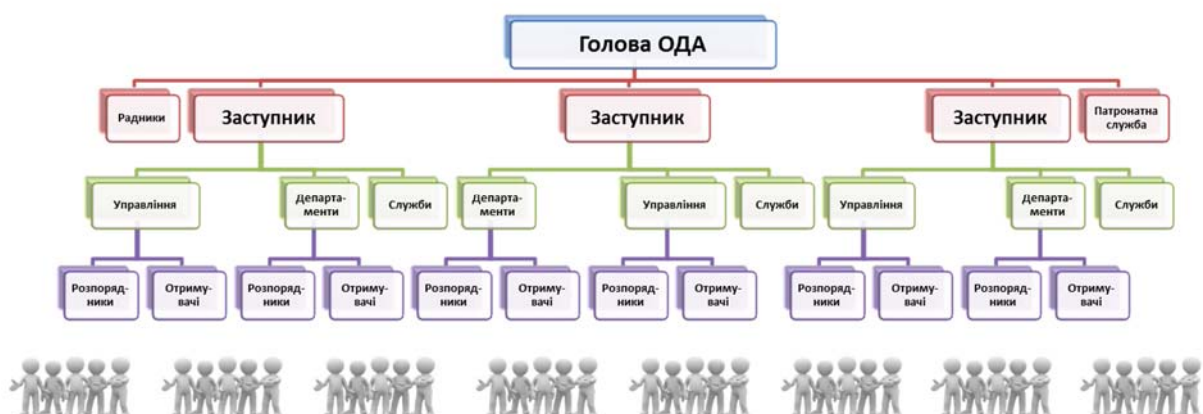 Голова ОДА
Радники
Заступник
Заступник
Заступник
Патронатна
служба
Управління
Департа-
менти
Служби
Департа-
менти
Управління
Служби
Управління
Департа-
менти
Служби
Розпоряд-
ники
Отриму-
вачі
Розпоряд-
ники
Отриму-
вачі
Розпоряд-
ники
Отриму-
вачі
Розпоряд-
ники
Отриму-
вачі
Розпоряд-
ники
Отриму-
вачі
Розпоряд-
ники
Отриму-
вачі